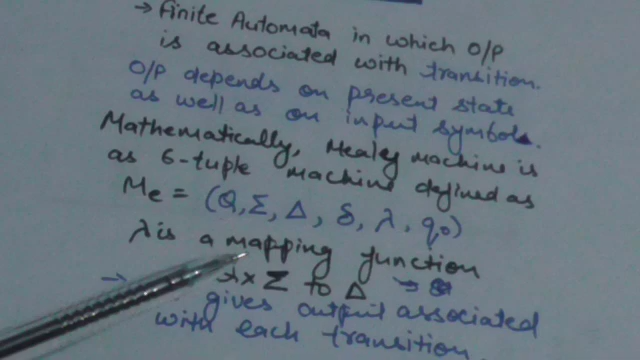 → Finite Automata in which O/P
is associated with transition.
O/P depends on present state
as well as on input symbol.
Mathematically, Mealey machine is
as 6-tuple machine defined as
Me = (Q, Σ, Δ, δ, λ, q0)
λ is a mapping function
→ x Σ to Δ →
gives output associated
with each transition